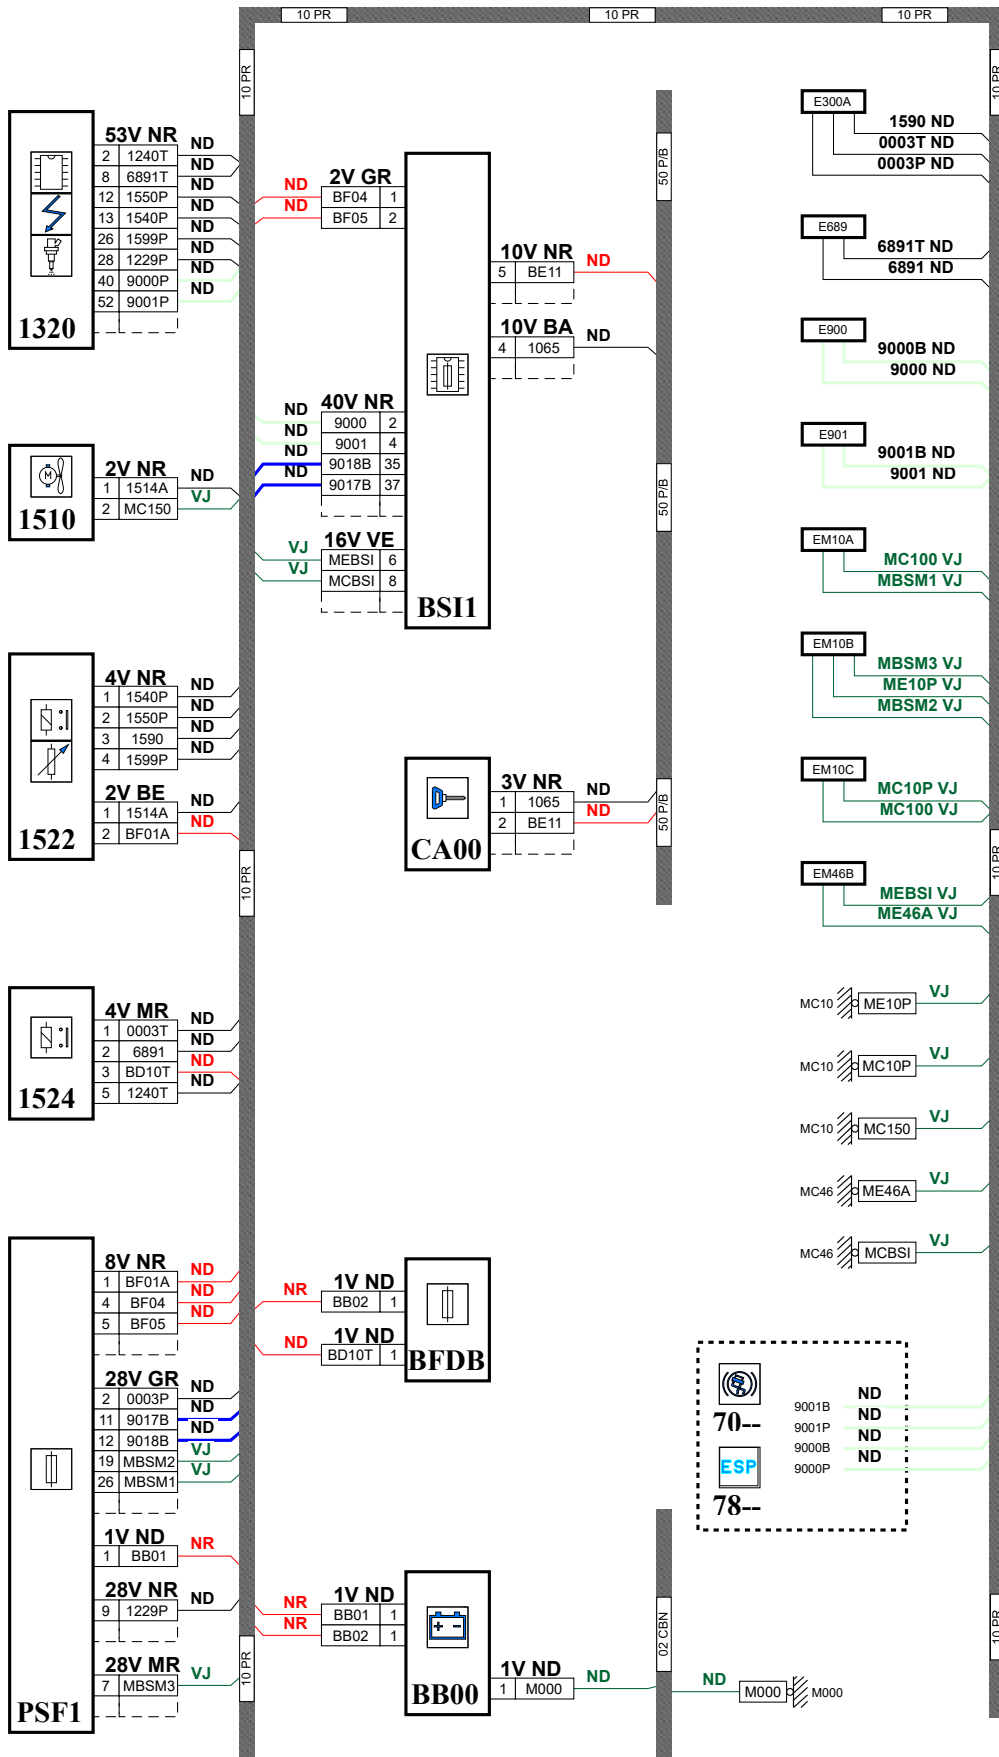 10 PR
10 PR
10 PR
10 PR
10 PR
53V NR
2 1240T ND
8 6891T ND
12 1550P ND
13 1540P ND
26 1599P ND
28 1229P ND
40 9000P ND
52 9001P ND
1320
2V NR
1 1514A ND
2 MC150 VJ
1510
4V NR
1 1540P ND
2 1550P ND
3 1590 ND
4 1599P ND
2V BE
1 1514A ND
2 BF01A ND
1522
10 PR
4V MR
1 0003T ND
2 6891 ND
3 BD10T ND
5 1240T ND
1524
8V NR
1 BF01A ND
4 BF04 ND
5 BF05 ND
28V GR
2 0003P ND
11 9017B ND
12 9018B ND
19 MBSM2 VJ
26 MBSM1 VJ
1V ND
1 BB01 NR
28V NR
9 1229P ND
28V MR
7 MBSM3 VJ
PSF1
10 PR
2V GR
ND BF04 1
ND BF05 2
10V NR
5 BE11 ND
10V BA
4 1065 ND
40V NR
ND 9000 2
ND 9001 4
ND 9018B 35
ND 9017B 37
16V VE
VJ MEBSI 6
VJ MCBSI 8
BSI1
3V NR
1 1065 ND
2 BE11 ND
CA00
1V ND
NR BB02 1
1V ND
ND BD10T 1
BFDB
1V ND
NR BB01 1
NR BB02 1
1V ND
1 M000 ND
BB00
50 P/B
50 P/B
50 P/B
02 CBN
ND M000 M000
E300A
1590 ND
0003T ND
0003P ND
E689
6891T ND
6891 ND
E900
9000B ND
9000 ND
E901
9001B ND
9001 ND
EM10A
MC100 VJ
MBSM1 VJ
EM10B
MBSM3 VJ
ME10P VJ
MBSM2 VJ
EM10C
MC10P VJ
MC100 VJ
10 PR
EM46B
MEBSI VJ
ME46A VJ
MC10 ME10P VJ
MC10 MC10P VJ
MC10 MC150 VJ
MC46 ME46A VJ
MC46 MCBSI VJ
70--
9001B ND
9001P ND
9000B ND
9000P ND
ESP
78--
10 PR